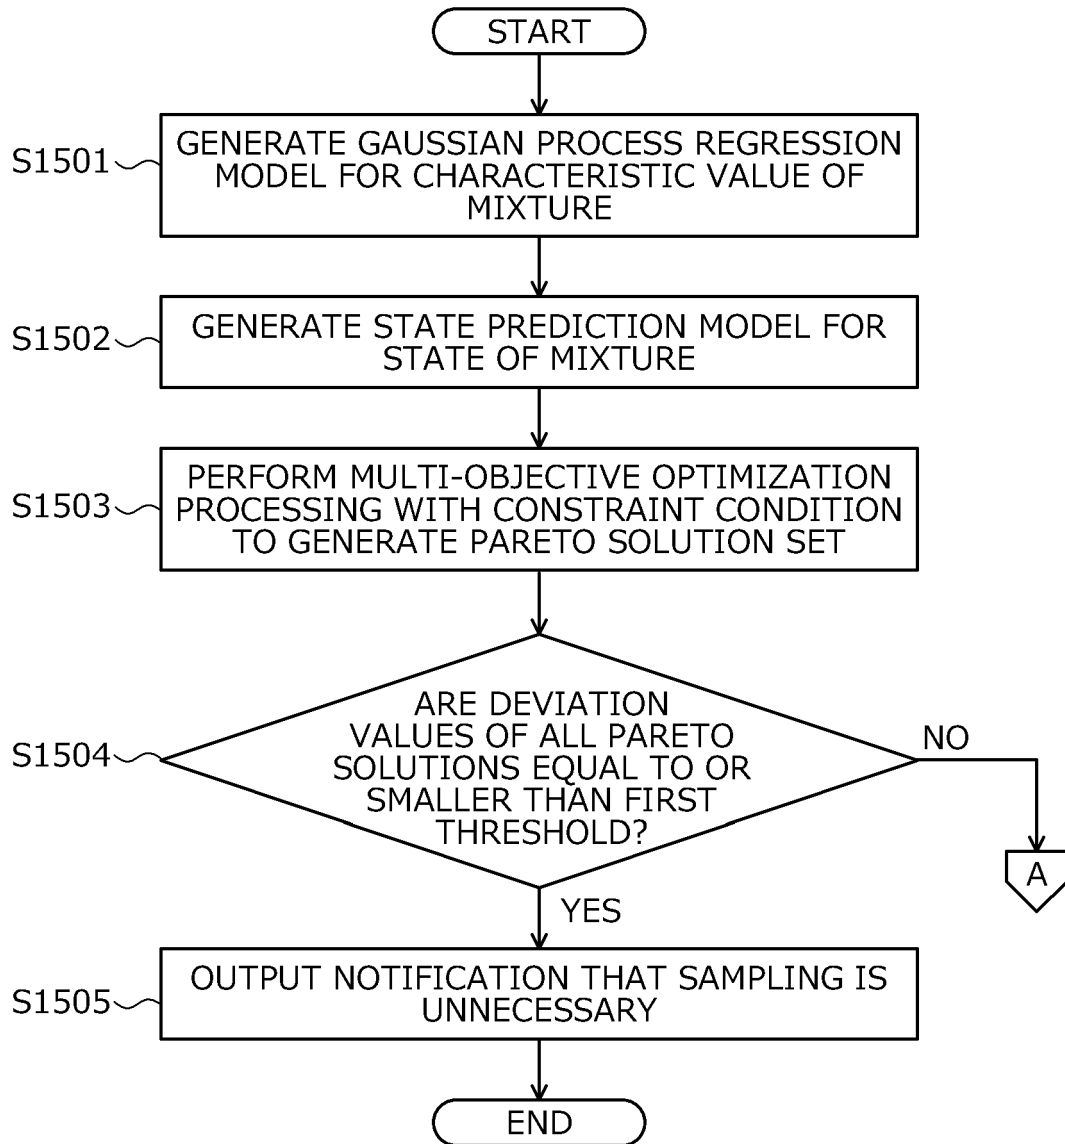 START
S1501
GENERATE GAUSSIAN PROCESS REGRESSION
MODEL FOR CHARACTERISTIC VALUE OF
MIXTURE
S1502
GENERATE STATE PREDICTION MODEL FOR
STATE OF MIXTURE
S1503
PERFORM MULTI-OBJECTIVE OPTIMIZATION
PROCESSING WITH CONSTRAINT CONDITION
TO GENERATE PARETO SOLUTION SET
S1504
ARE DEVIATION
VALUES OF ALL PARETO
SOLUTIONS EQUAL TO OR
SMALLER THAN FIRST
THRESHOLD?
NO
A
YES
S1505
OUTPUT NOTIFICATION THAT SAMPLING IS
UNNECESSARY
END